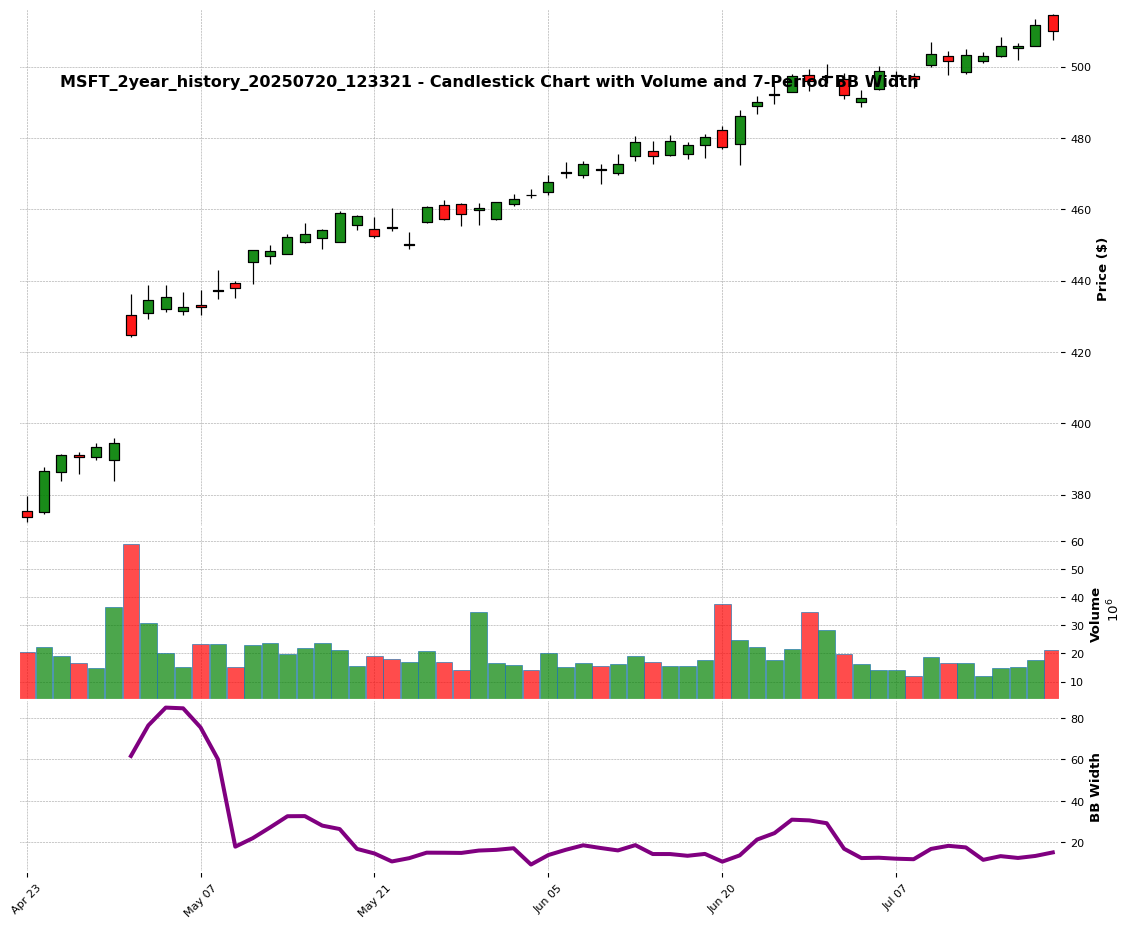 MSFT_2year_history_20250720_123321 - Candlestick Chart with Volume and 7-Period BB Width
500
480
460
440
420
400
380
Price ($)
60
50
40
30
20
10
Volume
10^6
80
60
40
20
BB Width
Apr 23
May 07
May 21
Jun 05
Jun 20
Jul 07